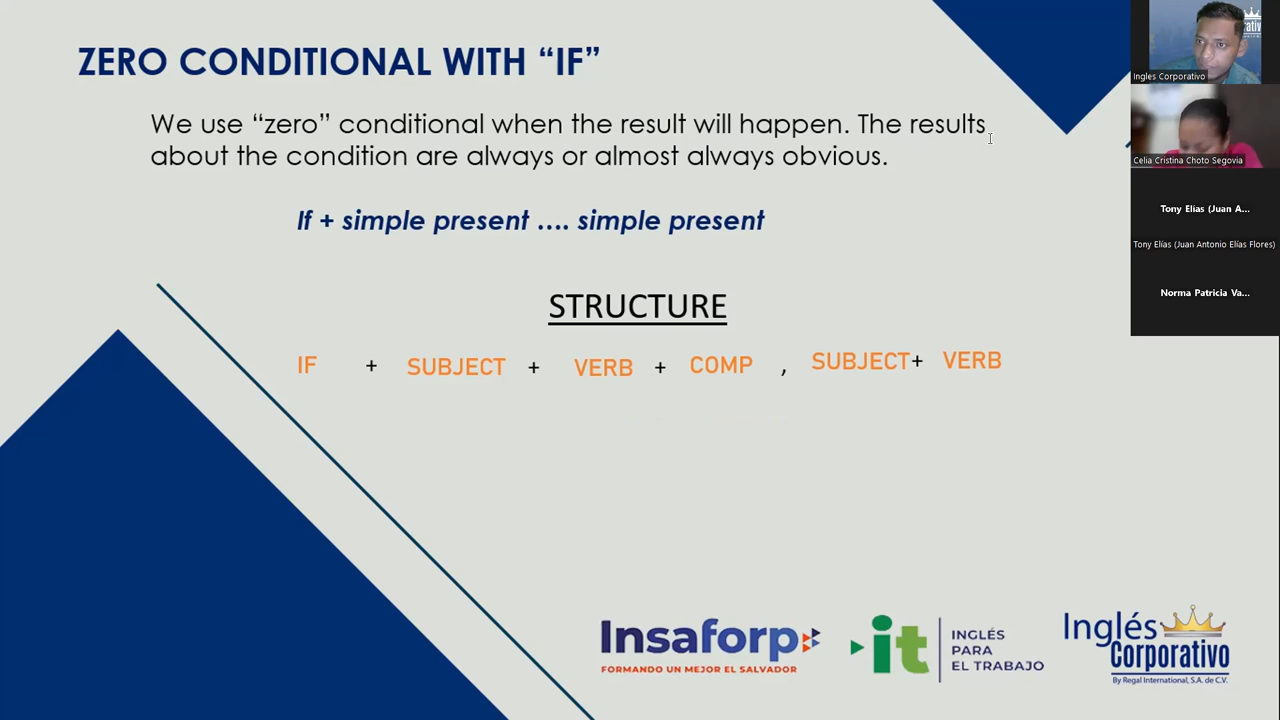 ZERO CONDITIONAL WITH “IF”
We use “zero” conditional when the result will happen. The results
about the condition are always or almost always obvious.
If + simple present .... simple present
STRUCTURE
IF + SUBJECT + VERB + COMP , SUBJECT+ VERB
Insaforp
FORMANDO UN MEJOR EL SALVADOR
it
INGLÉS
PARA
EL TRABAJO
Inglés
Corporativo
By Regal International, S.A. de C.V.
Ingles Corporativo
Celia Cristina Choto Segovia
Tony Elías (Juan A...
Tony Elías (Juan Antonio Elías Flores)
Norma Patricia Va...